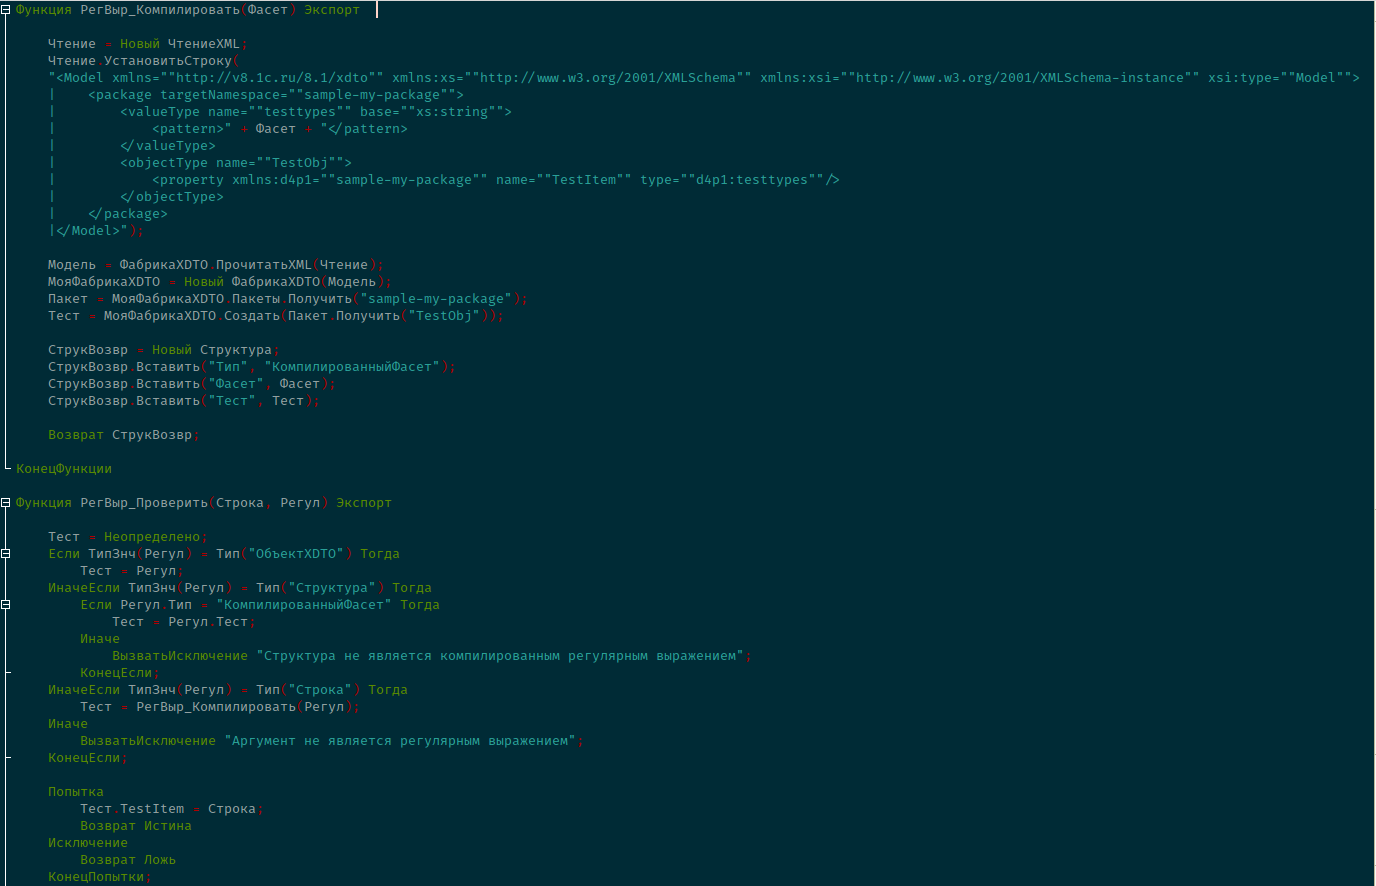 Функция РегВыр_Компилировать(Фасет) Экспорт
Чтение = Новый ЧтениеXML;
Чтение.УстановитьСтроку(
"<Model xmlns=""http://v8.1c.ru/8.1/xdto"" xmlns:xs=""http://www.w3.org/2001/XMLSchema"" xmlns:xsi=""http://www.w3.org/2001/XMLSchema-instance"" xsi:type=""Model"">
|    <package targetNamespace=""sample-my-package"">
|        <valueType name=""testtypes"" base=""xs:string"">
|            <pattern>" + Фасет + "</pattern>
|        </valueType>
|        <objectType name=""TestObj"">
|            <property xmlns:d4p1=""sample-my-package"" name=""TestItem"" type=""d4p1:testtypes""/>
|        </objectType>
|    </package>
|</Model>");
Модель = ФабрикаXDTO.ПрочитатьXML(Чтение);
МояФабрикаXDTO = Новый ФабрикаXDTO(Модель);
Пакет = МояФабрикаXDTO.Пакеты.Получить("sample-my-package");
Тест = МояФабрикаXDTO.Создать(Пакет.Получить("TestObj"));
СтрукВозвр = Новый Структура;
СтрукВозвр.Вставить("Тип", "КомпилированныйФасет");
СтрукВозвр.Вставить("Фасет", Фасет);
СтрукВозвр.Вставить("Тест", Тест);
Возврат СтрукВозвр;
КонецФункции
Функция РегВыр_Проверить(Строка, Регул) Экспорт
Тест = Неопределено;
Если ТипЗнч(Регул) = Тип("ОбъектXDTO") Тогда
Тест = Регул;
ИначеЕсли ТипЗнч(Регул) = Тип("Структура") Тогда
Если Регул.Тип = "КомпилированныйФасет" Тогда
Тест = Регул.Тест;
Иначе
ВызватьИсключение "Структура не является компилированным регулярным выражением";
КонецЕсли;
ИначеЕсли ТипЗнч(Регул) = Тип("Строка") Тогда
Тест = РегВыр_Компилировать(Регул);
Иначе
ВызватьИсключение "Аргумент не является регулярным выражением";
КонецЕсли;
Попытка
Тест.TestItem = Строка;
Возврат Истина
Исключение
Возврат Ложь
КонецПопытки;